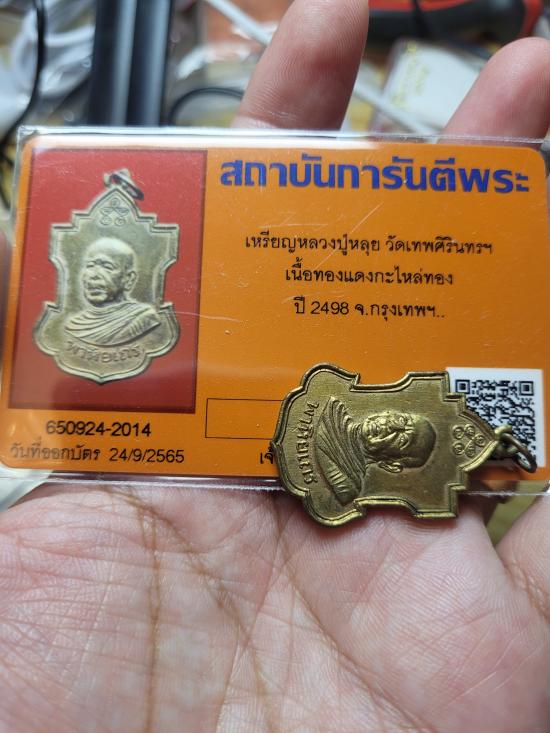 สถาบันการันตีพระ
เหรียญหลวงปู่หลุย วัดเทพศิรินทรฯ
เนื้อทองแดงกะไหล่ทอง
ปี 2498 จ.กรุงเทพฯ..
650924-2014
วันที่ออกบัตร 24/9/2565